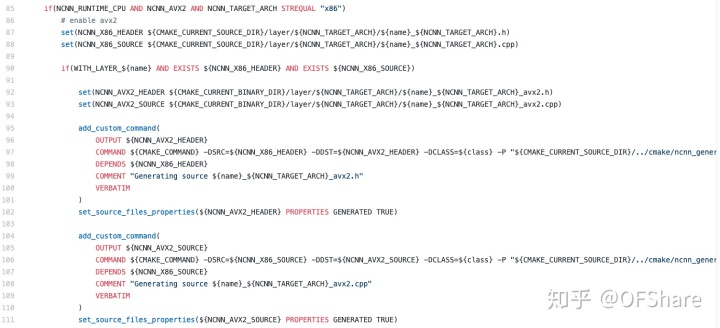 85 if(NCNN_RUNTIME_CPU AND NCNN_AVX2 AND NCNN_TARGET_ARCH STREQUAL "x86")
86 # enable avx2
87 set(NCNN_X86_HEADER ${CMAKE_CURRENT_SOURCE_DIR}/layer/${NCNN_TARGET_ARCH}/${name}_${NCNN_TARGET_ARCH}.h)
88 set(NCNN_X86_SOURCE ${CMAKE_CURRENT_SOURCE_DIR}/layer/${NCNN_TARGET_ARCH}/${name}_${NCNN_TARGET_ARCH}.cpp)
89
90 if(WITH_LAYER_${name} AND EXISTS ${NCNN_X86_HEADER} AND EXISTS ${NCNN_X86_SOURCE})
91
92 set(NCNN_AVX2_HEADER ${CMAKE_CURRENT_BINARY_DIR}/layer/${NCNN_TARGET_ARCH}/${name}_${NCNN_TARGET_ARCH}_avx2.h)
93 set(NCNN_AVX2_SOURCE ${CMAKE_CURRENT_BINARY_DIR}/layer/${NCNN_TARGET_ARCH}/${name}_${NCNN_TARGET_ARCH}_avx2.cpp)
94
95 add_custom_command(
96 OUTPUT ${NCNN_AVX2_HEADER}
97 COMMAND ${CMAKE_COMMAND} -DSRC=${NCNN_X86_HEADER} -DDST=${NCNN_AVX2_HEADER} -DCLASS=${class} -P "${CMAKE_CURRENT_SOURCE_DIR}/../cmake/ncnn_gener
98 DEPENDS ${NCNN_X86_HEADER}
99 COMMENT "Generating source ${name}_${NCNN_TARGET_ARCH}_avx2.h"
100 VERBATIM
101 )
102 set_source_files_properties(${NCNN_AVX2_HEADER} PROPERTIES GENERATED TRUE)
103
104 add_custom_command(
105 OUTPUT ${NCNN_AVX2_SOURCE}
106 COMMAND ${CMAKE_COMMAND} -DSRC=${NCNN_X86_SOURCE} -DDST=${NCNN_AVX2_SOURCE} -DCLASS=${class} -P "${CMAKE_CURRENT_SOURCE_DIR}/../cmake/ncnn_gener
107 DEPENDS ${NCNN_X86_SOURCE}
108 COMMENT "Generating source ${name}_${NCNN_TARGET_ARCH}_avx2.cpp"
109 VERBATIM
110 )
111 set_source_files_properties(${NCNN_AVX2_SOURCE} PROPERTIES GENERATED TRUE)
知乎 @OFShare